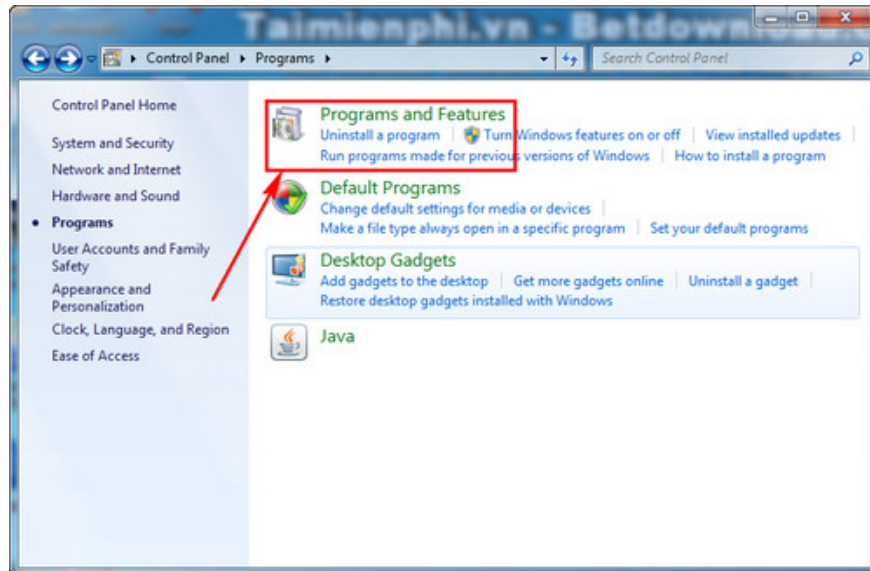 Taimienphi.vn - Betdown
Control Panel Programs
Search Control Panel
Control Panel Home
System and Security
Network and Internet
Hardware and Sound
Programs
User Accounts and Family
Safety
Appearance and
Personalization
Clock, Language, and Region
Ease of Access
Programs and Features
Uninstall a program Turn Windows features on or off View installed updates
Run programs made for previous versions of Windows How to install a program
Default Programs
Change default settings for media or devices
Make a file type always open in a specific program Set your default programs
Desktop Gadgets
Add gadgets to the desktop Get more gadgets online Uninstall a gadget
Restore desktop gadgets installed with Windows
Java